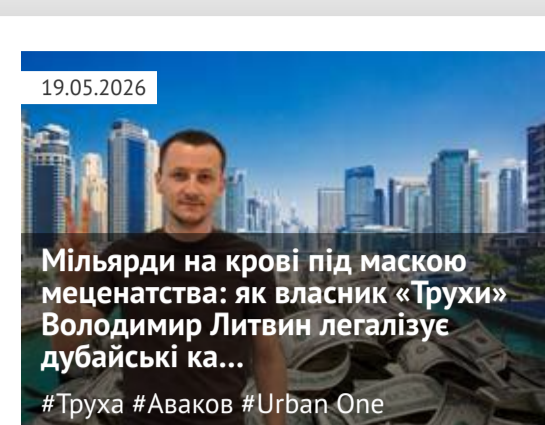 19.05.2026
Мільярди на крові під маскою
меценатства: як власник «Трухи»
Володимир Литвин легалізує
дубайські ка...
#Труха #Аваков #Urban One